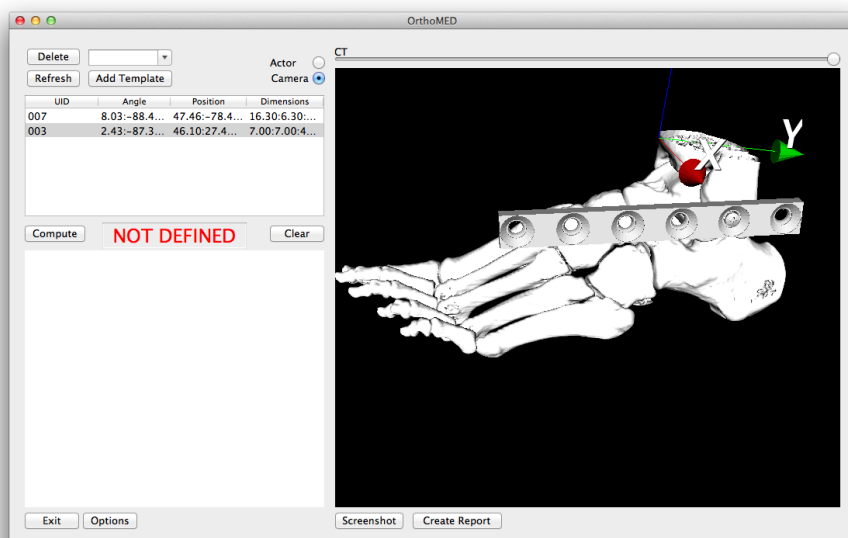 OrthoMED
Delete
Refresh Add Template
Actor
Camera
UID Angle Position Dimensions
007 8.03:-88.4... 47.46:-78.4... 16.30:6.30:...
003 2.43:-87.3... 46.10:27.4... 7.00:7.00:4...
Compute NOT DEFINED Clear
Exit Options
CT
X Y
Screenshot Create Report